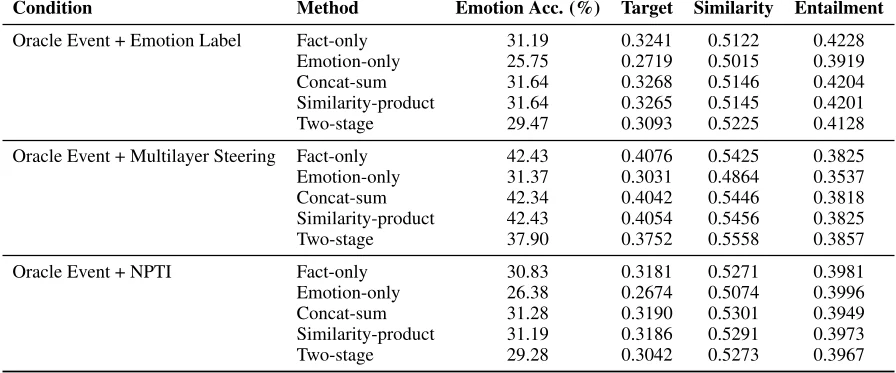 Condition Method Emotion Acc. (%) Target Similarity Entailment
Oracle Event + Emotion Label Fact-only 31.19 0.3241 0.5122 0.4228
Emotion-only 25.75 0.2719 0.5015 0.3919
Concat-sum 31.64 0.3268 0.5146 0.4204
Similarity-product 31.64 0.3265 0.5145 0.4201
Two-stage 29.47 0.3093 0.5225 0.4128
Oracle Event + Multilayer Steering Fact-only 42.43 0.4076 0.5425 0.3825
Emotion-only 31.37 0.3031 0.4864 0.3537
Concat-sum 42.34 0.4042 0.5446 0.3818
Similarity-product 42.43 0.4054 0.5456 0.3825
Two-stage 37.90 0.3752 0.5558 0.3857
Oracle Event + NPTI Fact-only 30.83 0.3181 0.5271 0.3981
Emotion-only 26.38 0.2674 0.5074 0.3996
Concat-sum 31.28 0.3190 0.5301 0.3949
Similarity-product 31.19 0.3186 0.5291 0.3973
Two-stage 29.28 0.3042 0.5273 0.3967